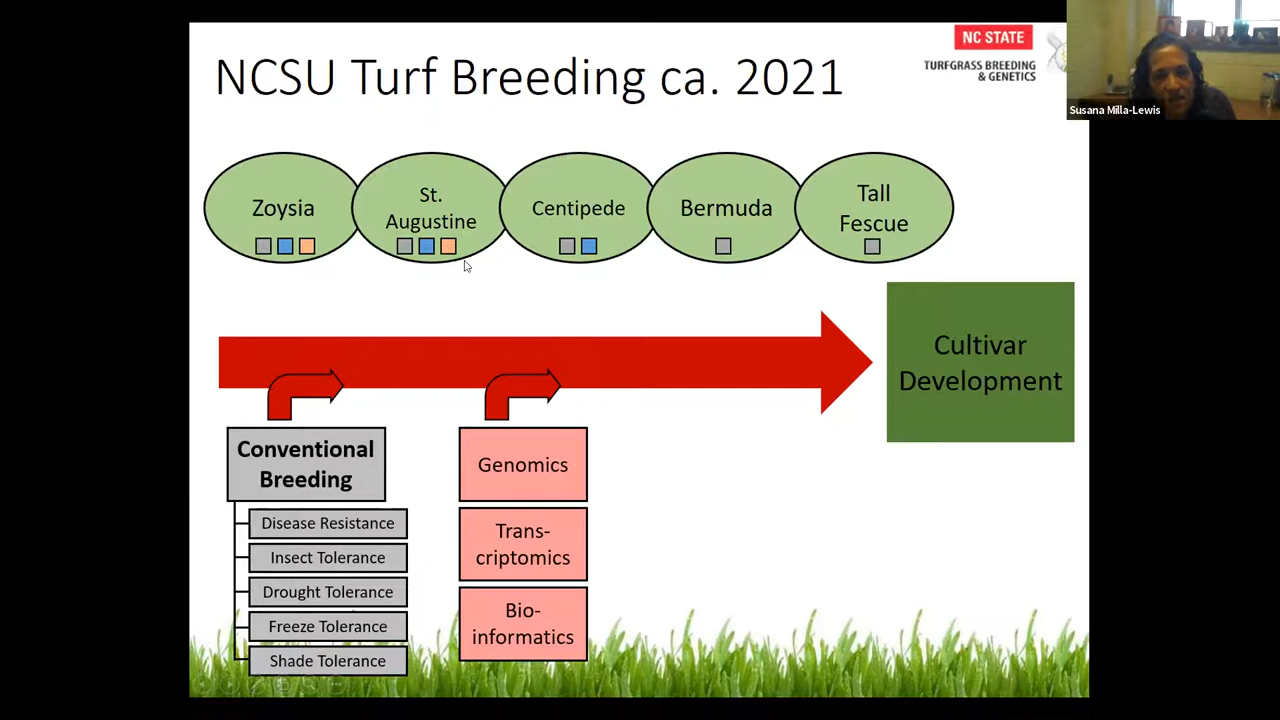 NCSU Turf Breeding ca. 2021
NC STATE
TURFGRASS BREEDING
& GENETICS
Susana Milla-Lewis
Zoysia
St.
Augustine
Centipede
Bermuda
Tall
Fescue
Cultivar
Development
Conventional
Breeding
Disease Resistance
Insect Tolerance
Drought Tolerance
Freeze Tolerance
Shade Tolerance
Genomics
Trans-
criptomics
Bio-
informatics